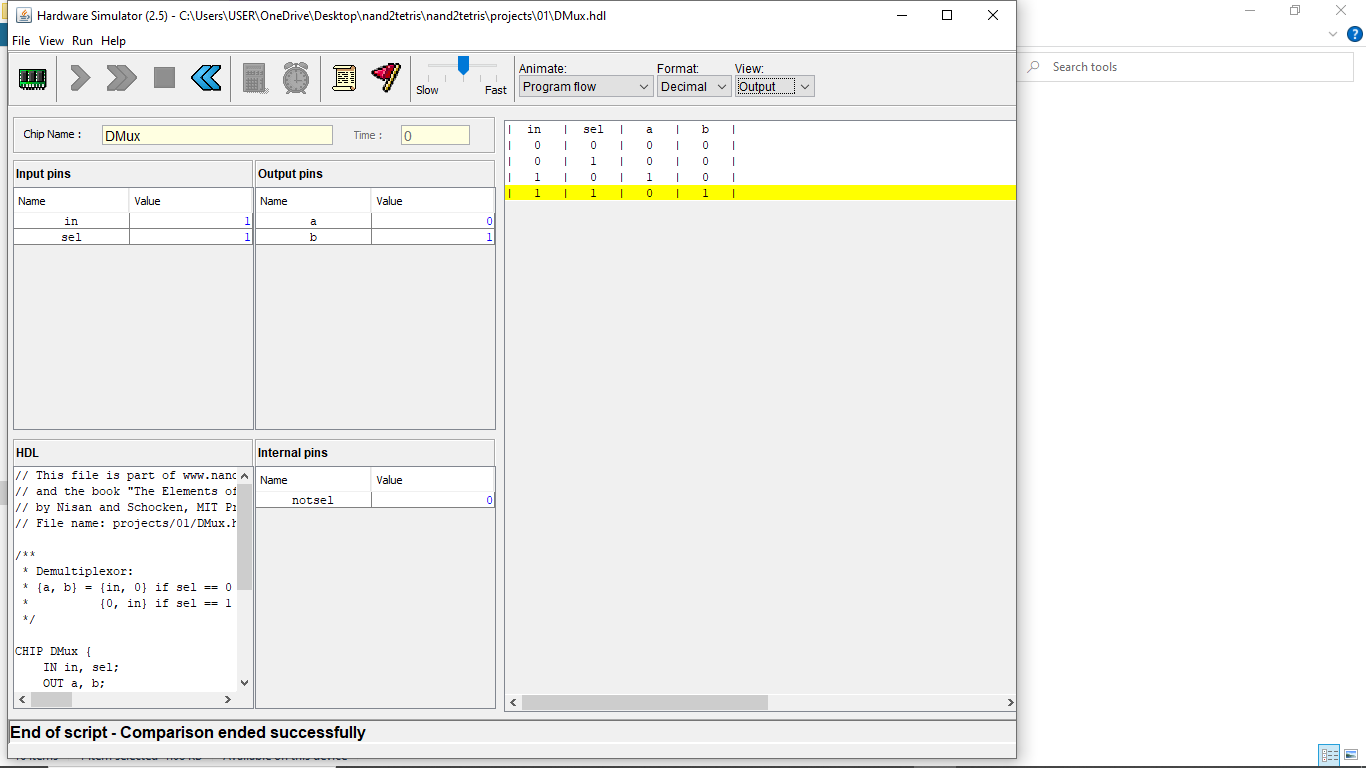 Hardware Simulator (2.5) - C:\Users\USER\OneDrive\Desktop\nand2tetris\nand2tetris\projects\01\DMux.hdl
File View Run Help
Search tools
Slow Fast
Animate: Format: View:
Program flow Decimal Output
Chip Name : DMux Time : 0
Input pins
Name Value
in 1
sel 1
Output pins
Name Value
a 0
b 1
| in | sel | a | b |
| 0 | 0 | 0 | 0 |
| 0 | 1 | 0 | 0 |
| 1 | 0 | 1 | 0 |
| 1 | 1 | 0 | 1 |
HDL
// This file is part of www.nand
// and the book "The Elements of
// by Nisan and Schocken, MIT Pr
// File name: projects/01/DMux.h
/**
* Demultiplexor:
* {a, b} = {in, 0} if sel == 0
* {0, in} if sel == 1
*/
CHIP DMux {
IN in, sel;
OUT a, b;
Internal pins
Name Value
notsel 0
End of script - Comparison ended successfully